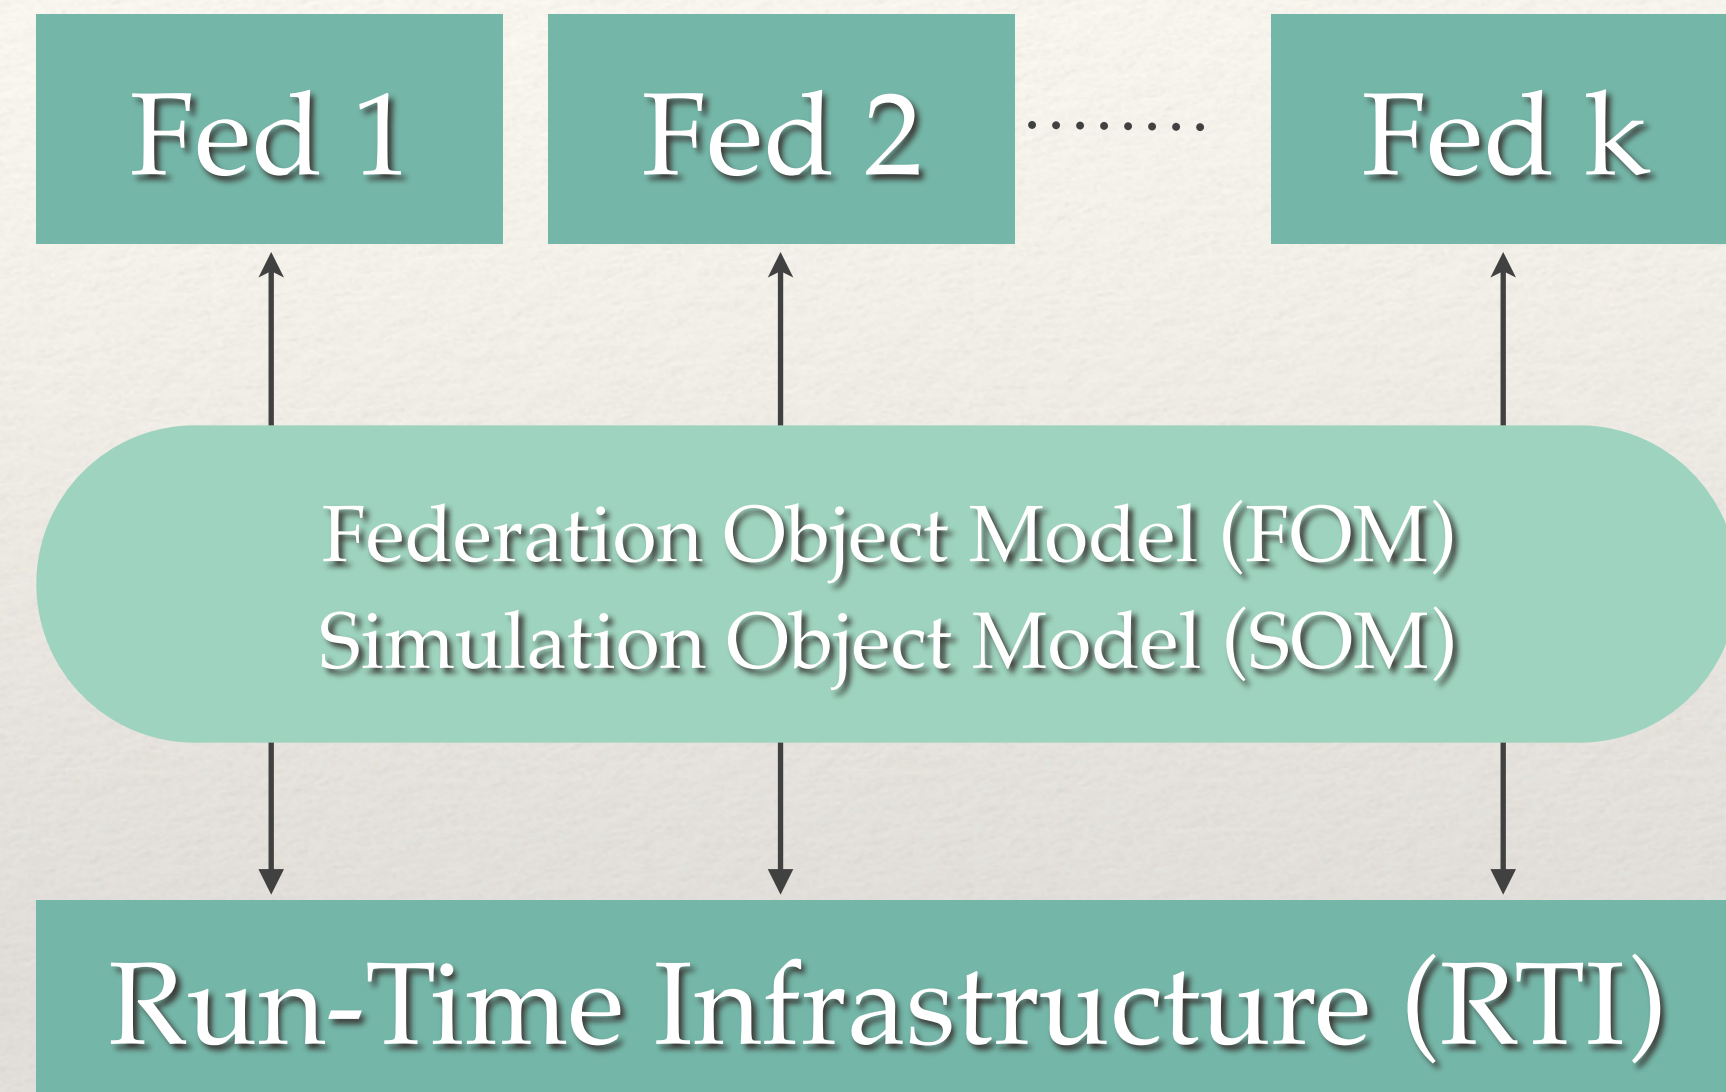 Fed 1
Fed 2
Fed k
Federation Object Model (FOM)
Simulation Object Model (SOM)
Run-Time Infrastructure (RTI)